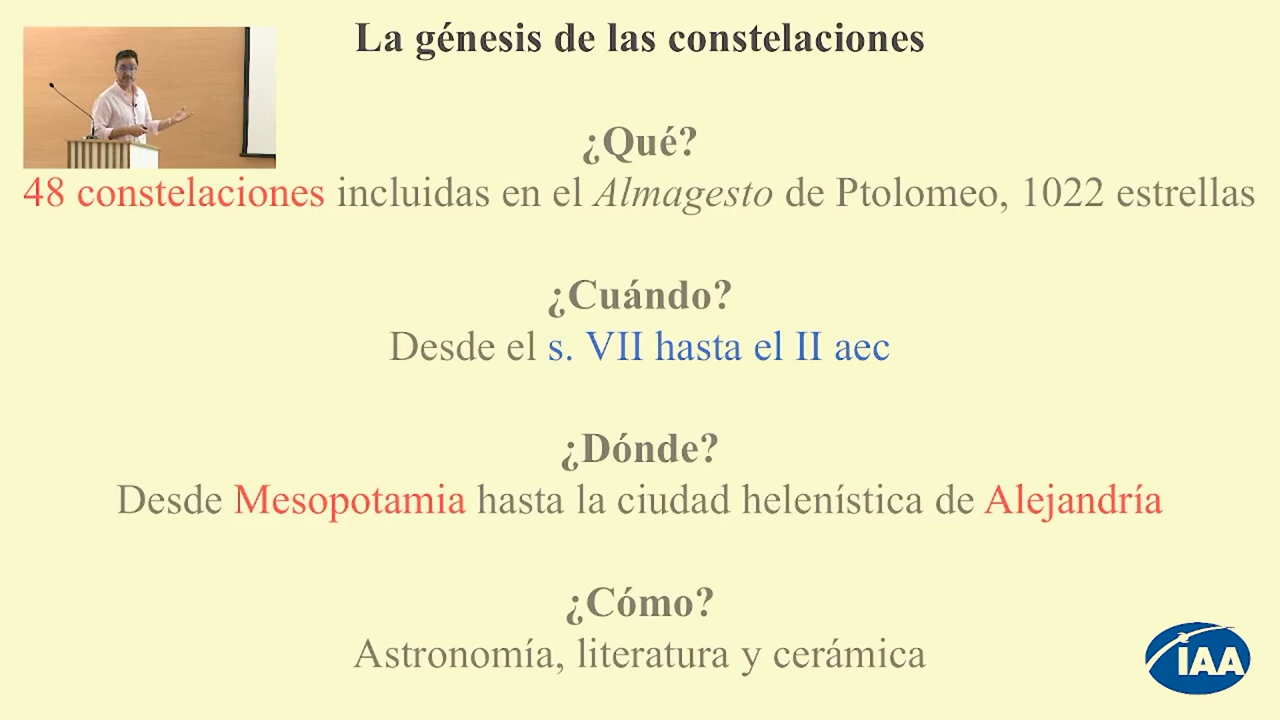 La génesis de las constelaciones
¿Qué?
48 constelaciones incluidas en el Almagesto de Ptolomeo, 1022 estrellas
¿Cuándo?
Desde el s. VII hasta el II aec
¿Dónde?
Desde Mesopotamia hasta la ciudad helenística de Alejandría
¿Cómo?
Astronomía, literatura y cerámica
IAA